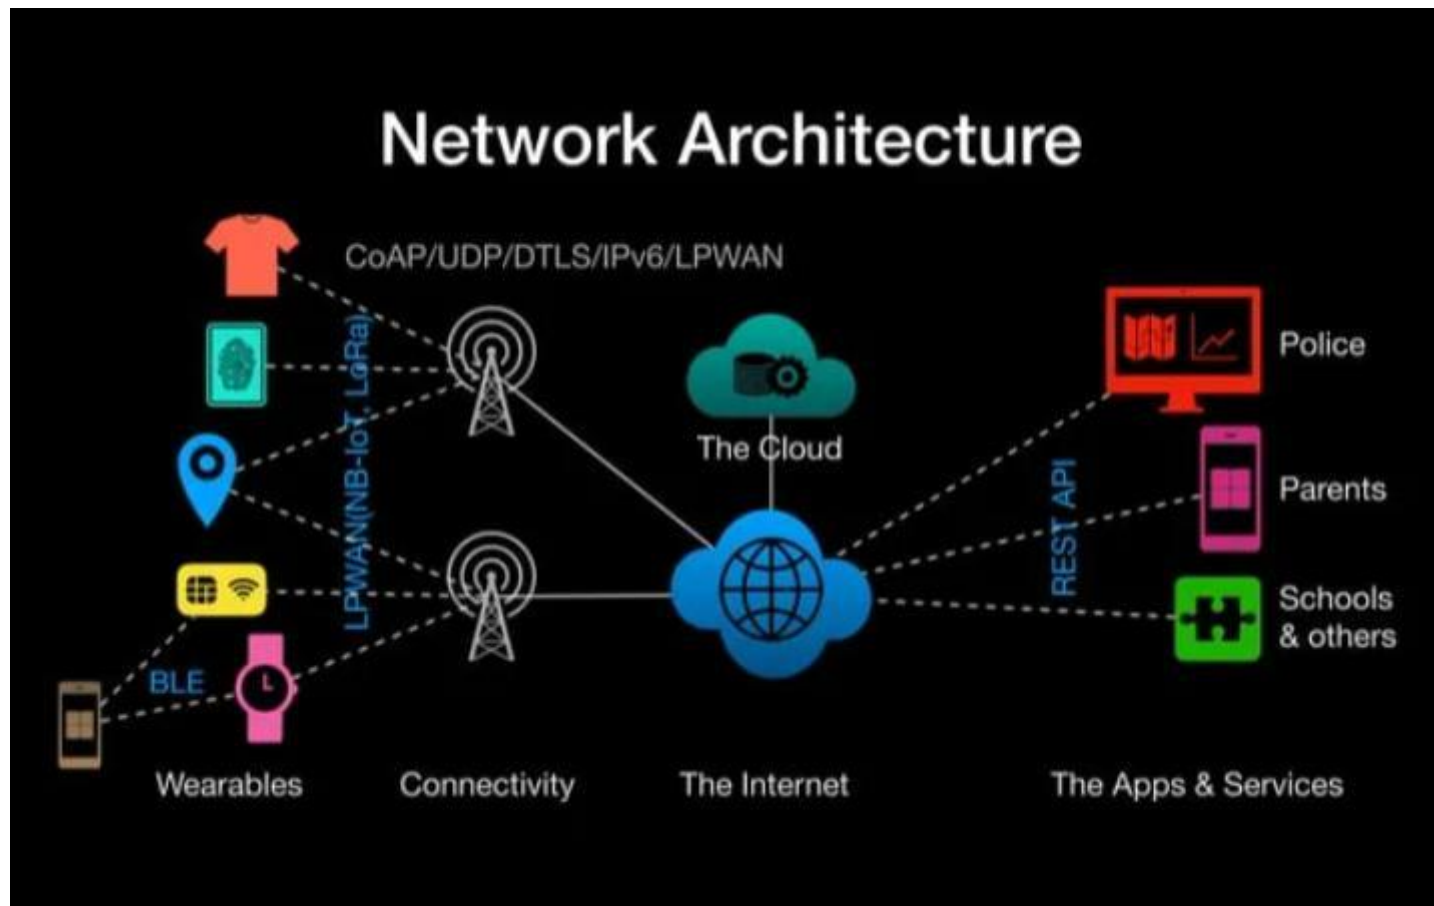 Network Architecture
CoAP/UDP/DTLS/IPv6/LPWAN
LPWAN(NB-IoT, LoRa)
BLE
The Cloud
REST API
Police
Parents
Schools
& others
Wearables
Connectivity
The Internet
The Apps & Services